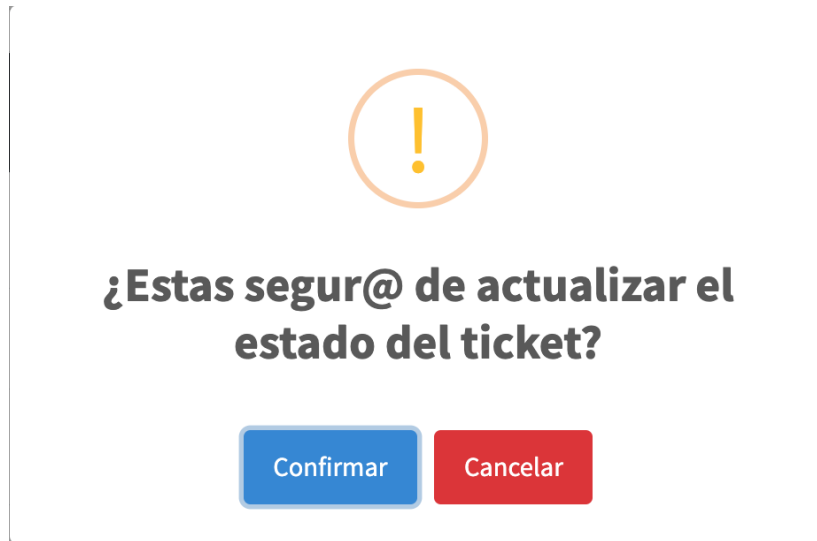 !
¿Estas segur@ de actualizar el
estado del ticket?
Confirmar
Cancelar